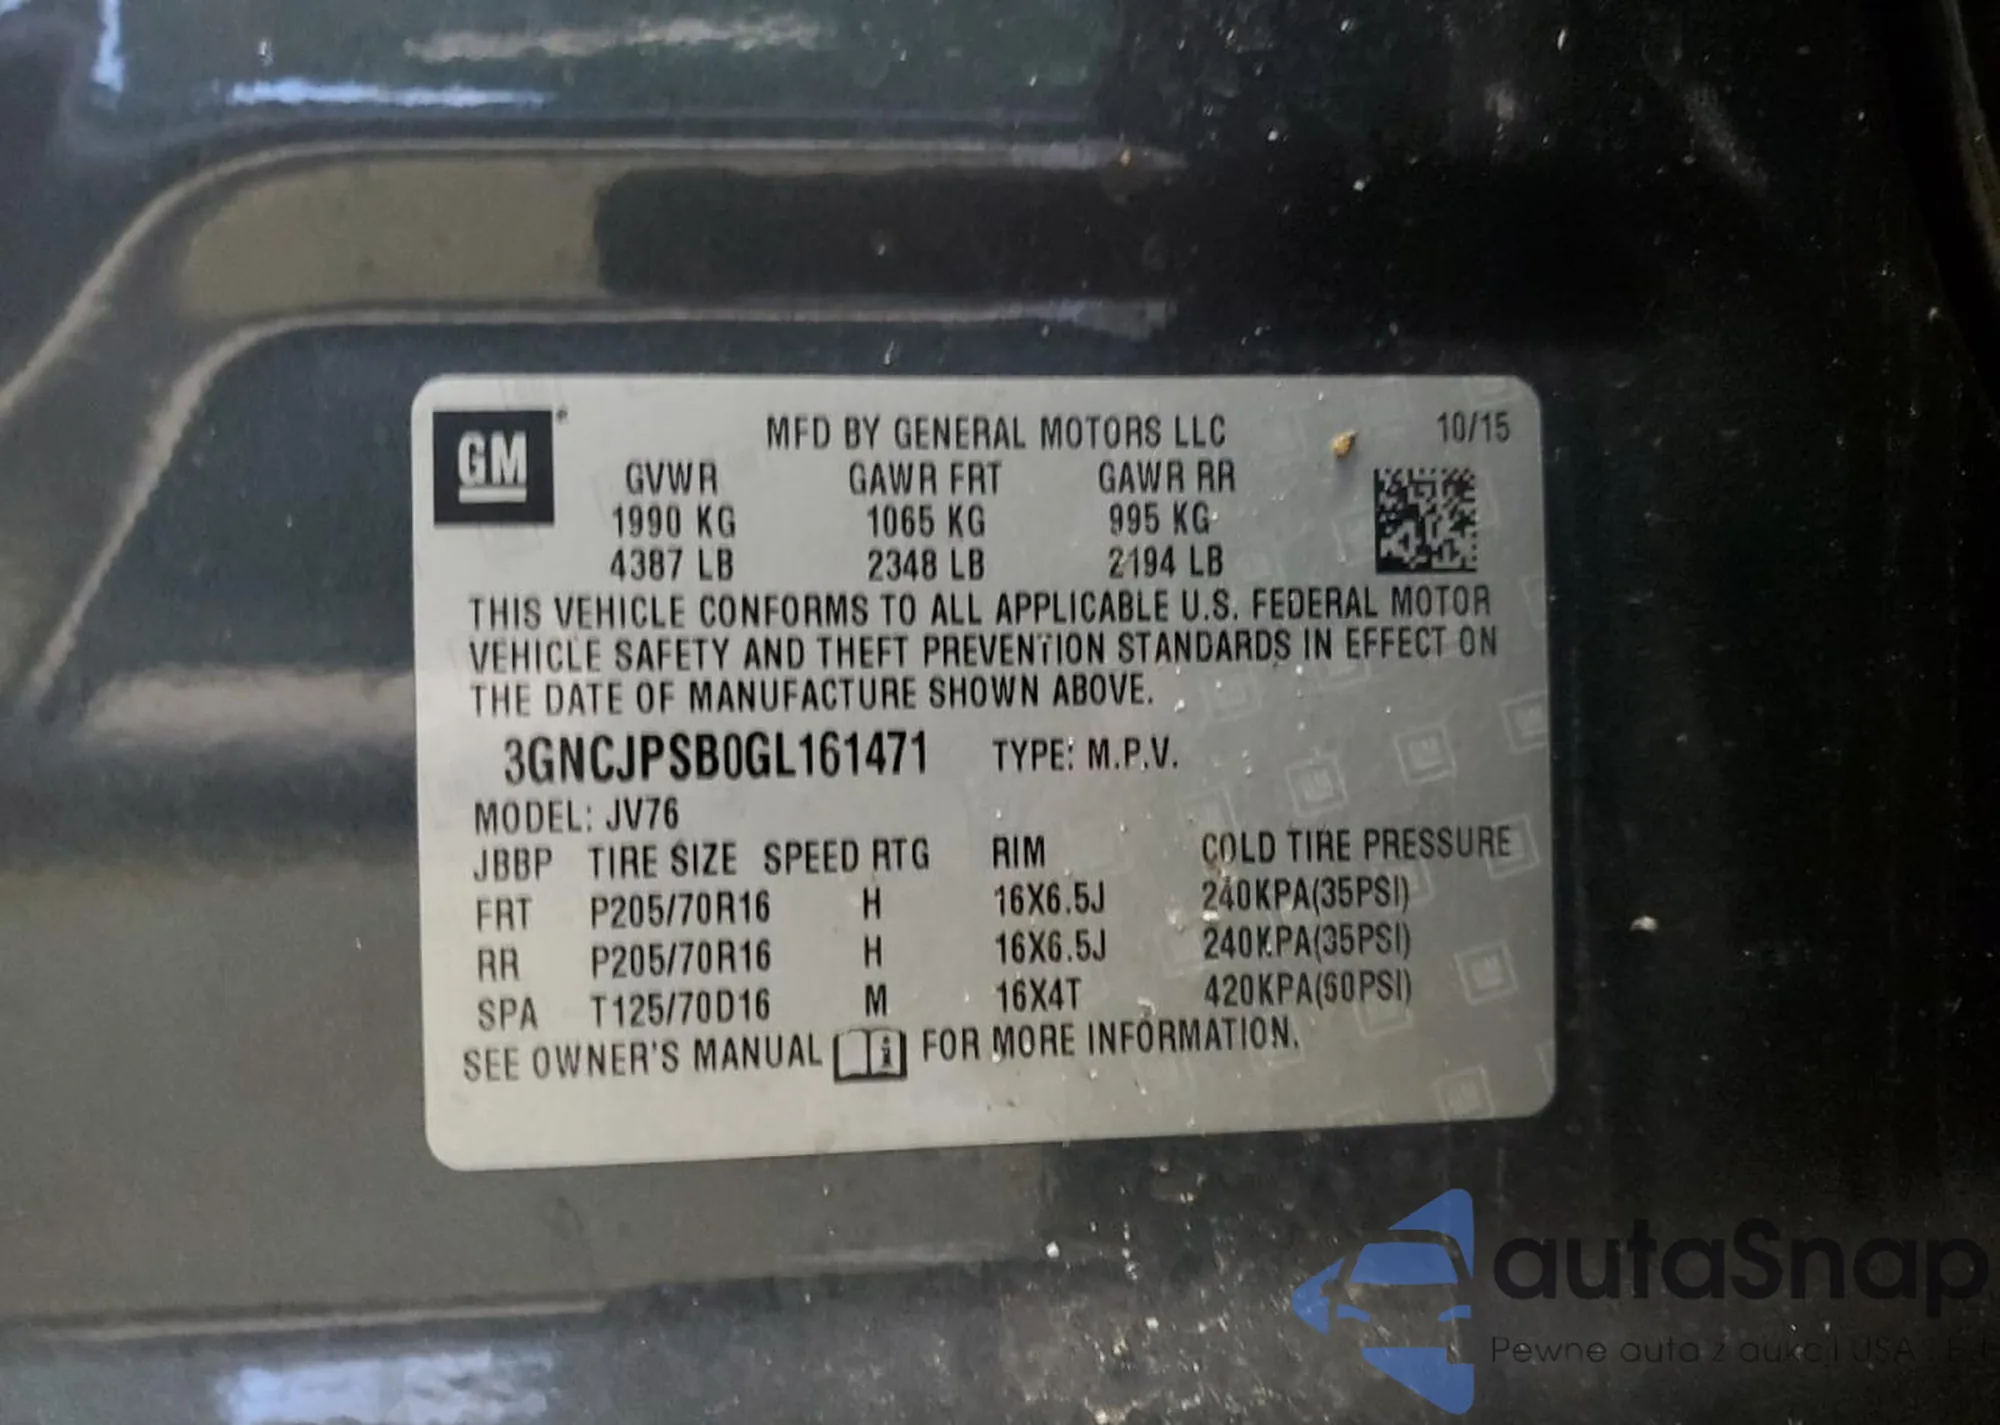 GM
MFD BY GENERAL MOTORS LLC 10/15
GVWR GAWR FRT GAWR RR
1990 KG 1065 KG 995 KG
4387 LB 2348 LB 2194 LB
THIS VEHICLE CONFORMS TO ALL APPLICABLE U.S. FEDERAL MOTOR
VEHICLE SAFETY AND THEFT PREVENTION STANDARDS IN EFFECT ON
THE DATE OF MANUFACTURE SHOWN ABOVE.
3GNCJPSB0GL161471 TYPE: M.P.V.
MODEL: JV76
JBBP TIRE SIZE SPEED RTG RIM COLD TIRE PRESSURE
FRT P205/70R16 H 16X6.5J 240KPA(35PSI)
RR P205/70R16 H 16X6.5J 240KPA(35PSI)
SPA T125/70D16 M 16X4T 420KPA(60PSI)
SEE OWNER'S MANUAL i FOR MORE INFORMATION.
autaSnap
Pewne auta z aukcji USA